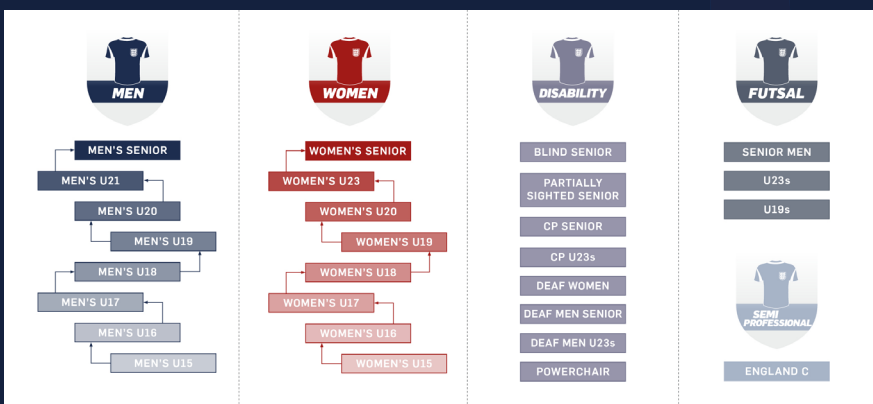 MEN
MEN'S SENIOR
MEN'S U21
MEN'S U20
MEN'S U19
MEN'S U18
MEN'S U17
MEN'S U16
MEN'S U15
WOMEN
WOMEN'S SENIOR
WOMEN'S U23
WOMEN'S U20
WOMEN'S U19
WOMEN'S U18
WOMEN'S U17
WOMEN'S U16
WOMEN'S U15
DISABILITY
BLIND SENIOR
PARTIALLY
SIGHTED SENIOR
CP SENIOR
CP U23s
DEAF WOMEN
DEAF MEN SENIOR
DEAF MEN U23s
POWERCHAIR
FUTSAL
SENIOR MEN
U23s
U19s
SEMI
PROFESSIONAL
ENGLAND C